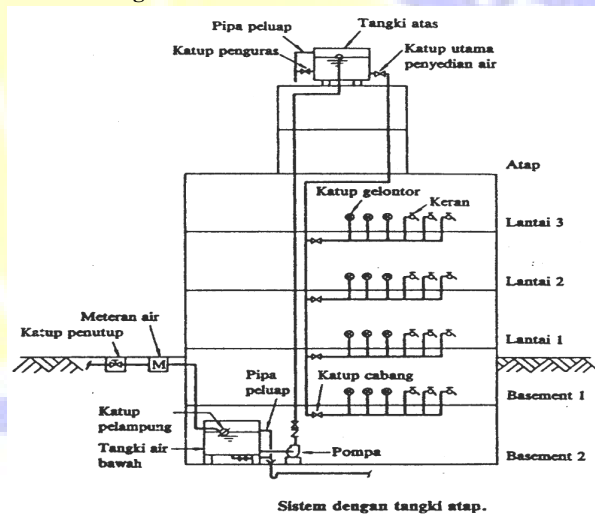 Pipa peluap
Tangki atas
Katup penguras
Katup utama
penyedian air
Atap
Katup gelontor
Keran
Lantai 3
Lantai 2
Meteran air
Katup penutup
M
Lantai 1
Pipa
peluap
Katup cabang
Basement 1
Katup
pelampung
Tangki air
bawah
Pompa
Basement 2
Sistem dengan tangki atap.